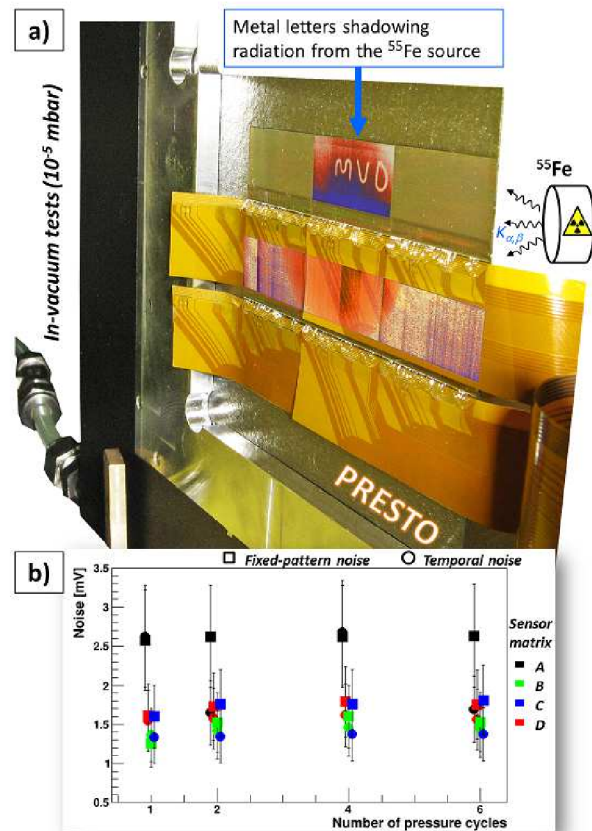 a)
Metal letters shadowing
radiation from the ⁵⁵Fe source
In-vacuum tests (10⁻⁵ mbar)
MVD
⁵⁵Fe
Kα,β
PRESTO
b)
Fixed-pattern noise
Temporal noise
Noise [mV]
3.5
3
2.5
2
1.5
1
0.5
1
2
4
6
Number of pressure cycles
Sensor
matrix
A
B
C
D